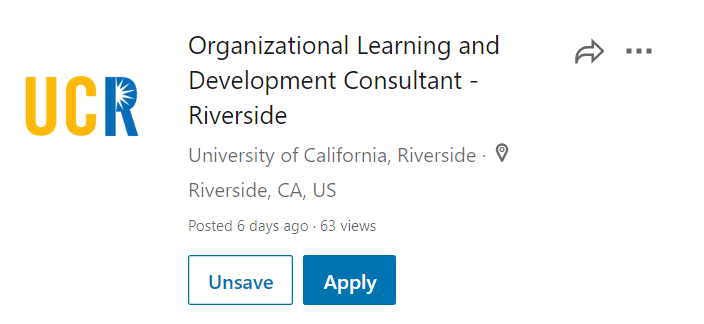 UCR
Organizational Learning and
Development Consultant -
Riverside
University of California, Riverside ·
Riverside, CA, US
Posted 6 days ago · 63 views
Unsave
Apply